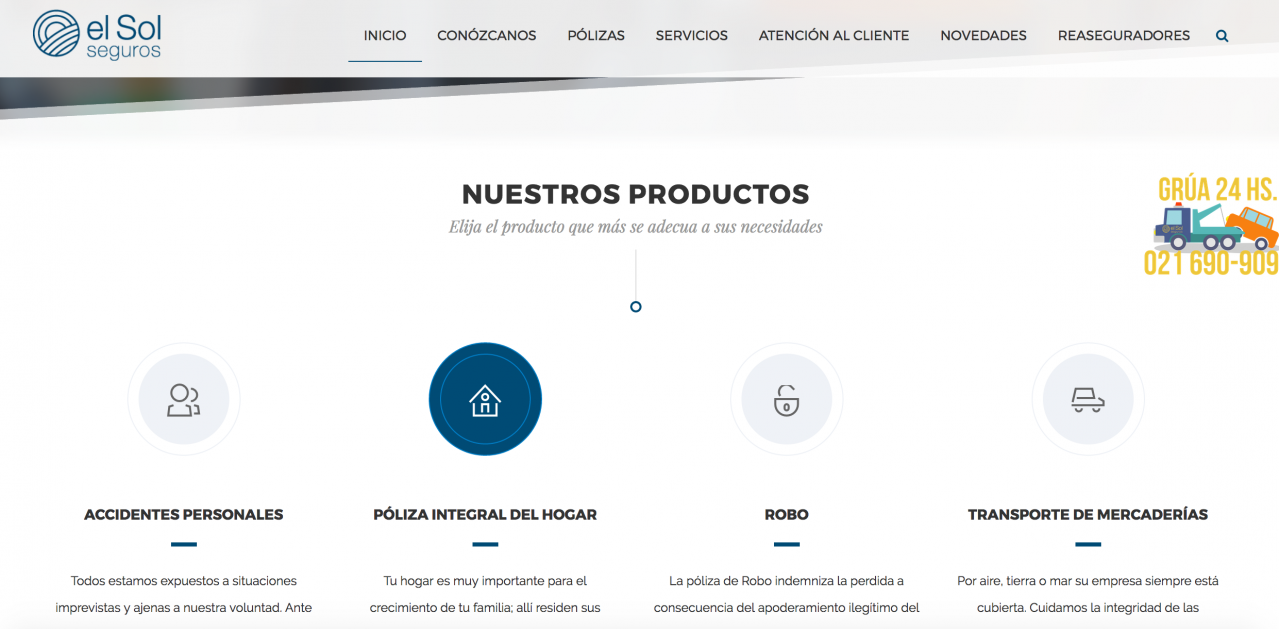 el Sol
seguros
INICIO
CONÓZCANOS
PÓLIZAS
SERVICIOS
ATENCIÓN AL CLIENTE
NOVEDADES
REASEGURADORES
NUESTROS PRODUCTOS
Elija el producto que más se adecua a sus necesidades
GRÚA 24 HS.
el Sol
021 690-909
ACCIDENTES PERSONALES
Todos estamos expuestos a situaciones
imprevistas y ajenas a nuestra voluntad. Ante
PÓLIZA INTEGRAL DEL HOGAR
Tu hogar es muy importante para el
crecimiento de tu familia; allí residen sus
ROBO
La póliza de Robo indemniza la perdida a
consecuencia del apoderamiento ilegítimo del
TRANSPORTE DE MERCADERÍAS
Por aire, tierra o mar su empresa siempre está
cubierta. Cuidamos la integridad de las